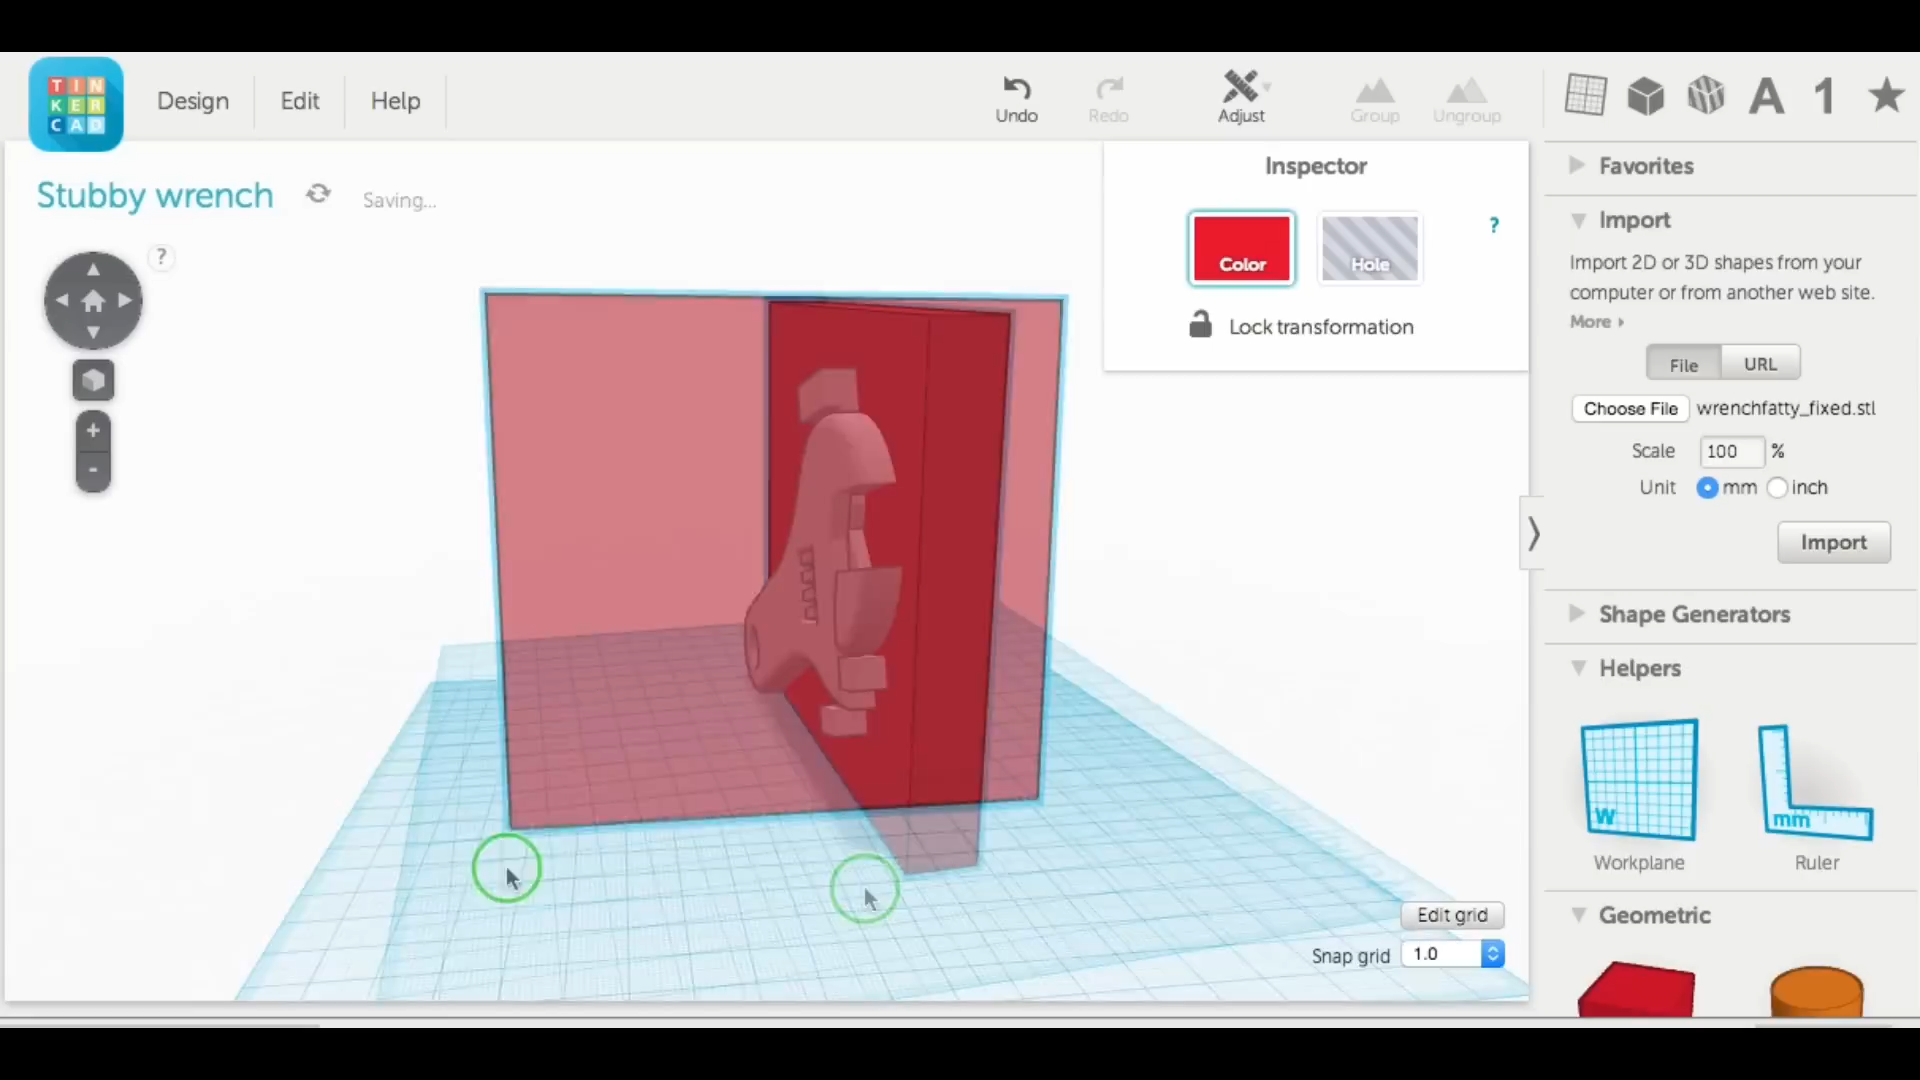 TIN
KER
CAD
Design
Edit
Help
Undo
Redo
Adjust
Group
Ungroup
A
1
Stubby wrench
Saving...
?
+
-
Inspector
Color
Hole
?
Lock transformation
Favorites
Import
Import 2D or 3D shapes from your
computer or from another web site.
More
File
URL
Choose File
wrenchfatty_fixed.stl
Scale
100
%
Unit
mm
inch
Import
Shape Generators
Helpers
W
mm
Workplane
Ruler
Geometric
Edit grid
Snap grid
1.0